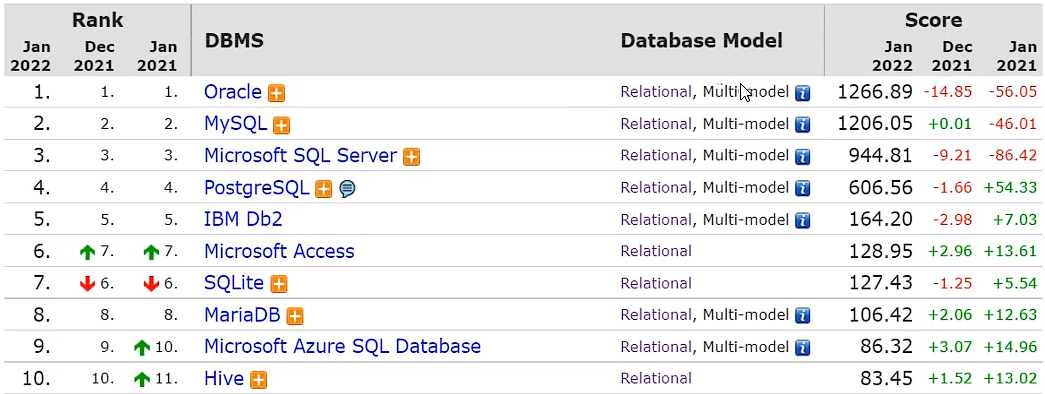 Rank DBMS Database Model Score
Jan 2022 Dec 2021 Jan 2021 Jan 2022 Dec 2021 Jan 2021
1. 1. 1. Oracle Relational, Multi-model 1266.89 -14.85 -56.05
2. 2. 2. MySQL Relational, Multi-model 1206.05 +0.01 -46.01
3. 3. 3. Microsoft SQL Server Relational, Multi-model 944.81 -9.21 -86.42
4. 4. 4. PostgreSQL Relational, Multi-model 606.56 -1.66 +54.33
5. 5. 5. IBM Db2 Relational, Multi-model 164.20 -2.98 +7.03
6. 7. 7. Microsoft Access Relational 128.95 +2.96 +13.61
7. 6. 6. SQLite Relational 127.43 -1.25 +5.54
8. 8. 8. MariaDB Relational, Multi-model 106.42 +2.06 +12.63
9. 9. 10. Microsoft Azure SQL Database Relational, Multi-model 86.32 +3.07 +14.96
10. 10. 11. Hive Relational 83.45 +1.52 +13.02